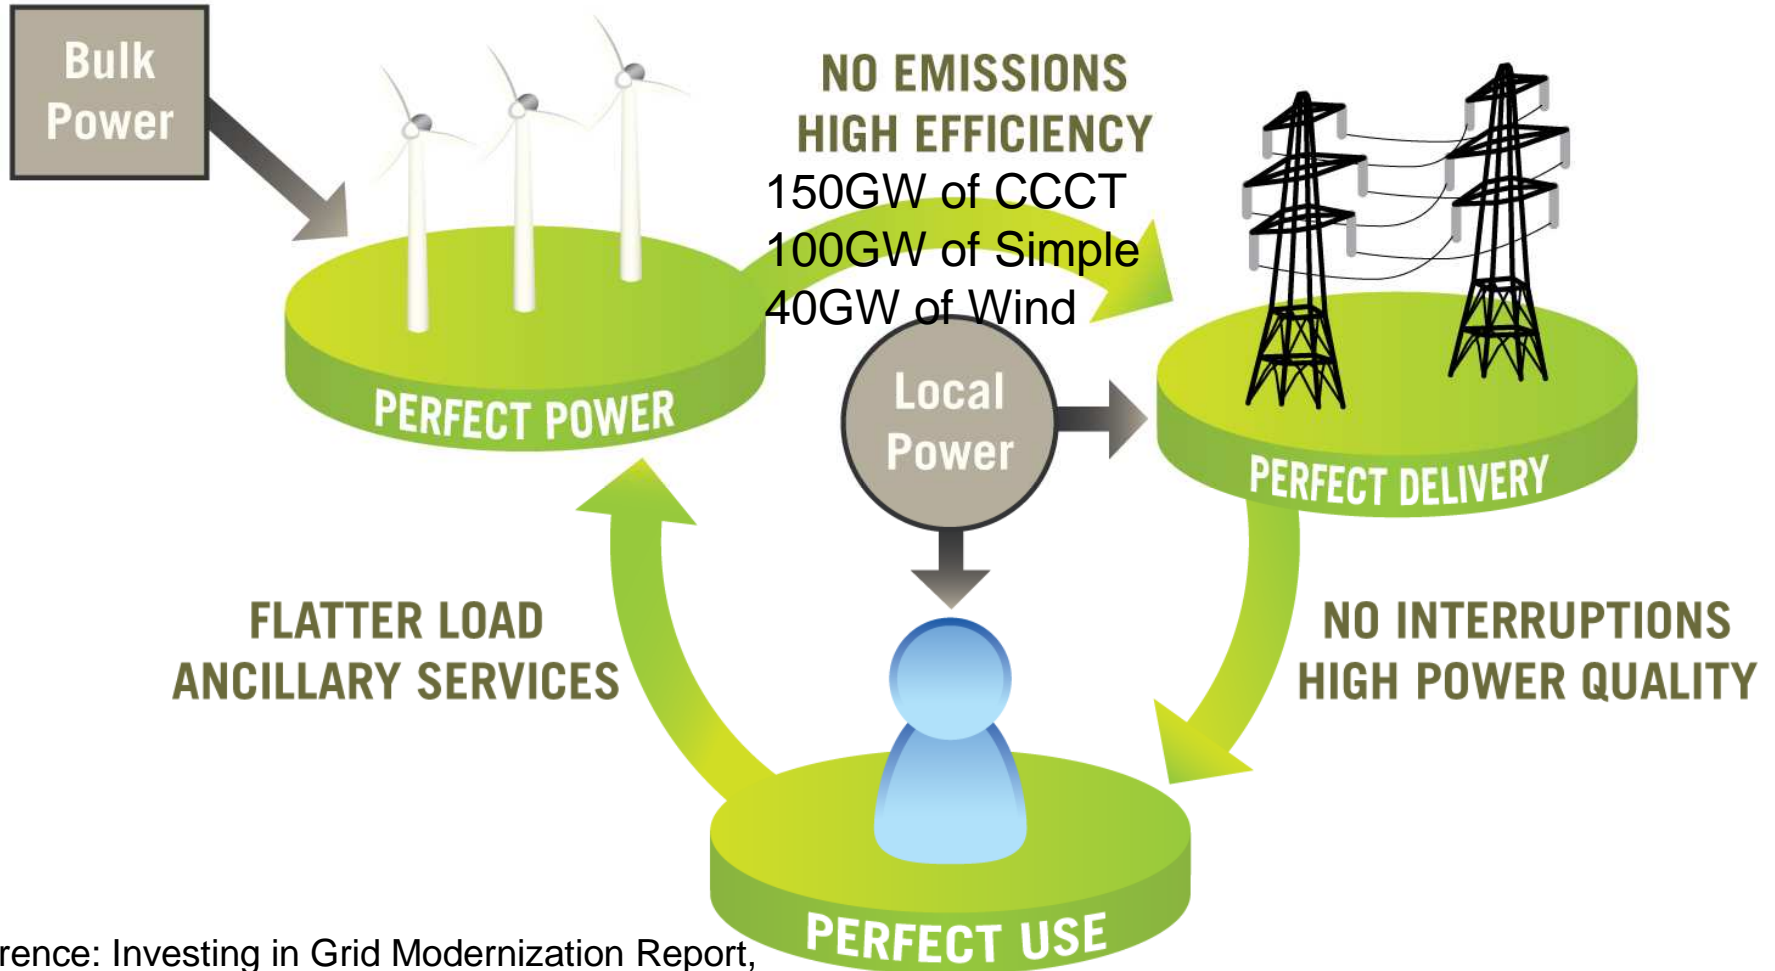 Bulk
Power
NO EMISSIONS
HIGH EFFICIENCY
150GW of CCCT
100GW of Simple
40GW of Wind
PERFECT POWER
Local
Power
PERFECT DELIVERY
FLATTER LOAD
ANCILLARY SERVICES
NO INTERRUPTIONS
HIGH POWER QUALITY
PERFECT USE
rence: Investing in Grid Modernization Report,